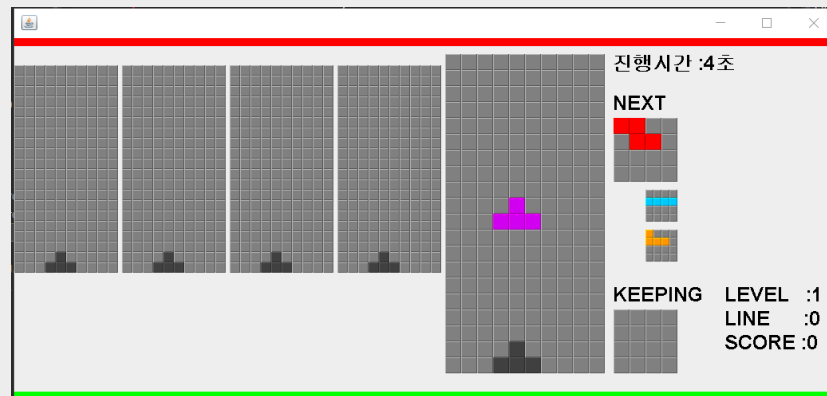 진행시간 :4초
NEXT
KEEPING
LEVEL :1
LINE :0
SCORE :0